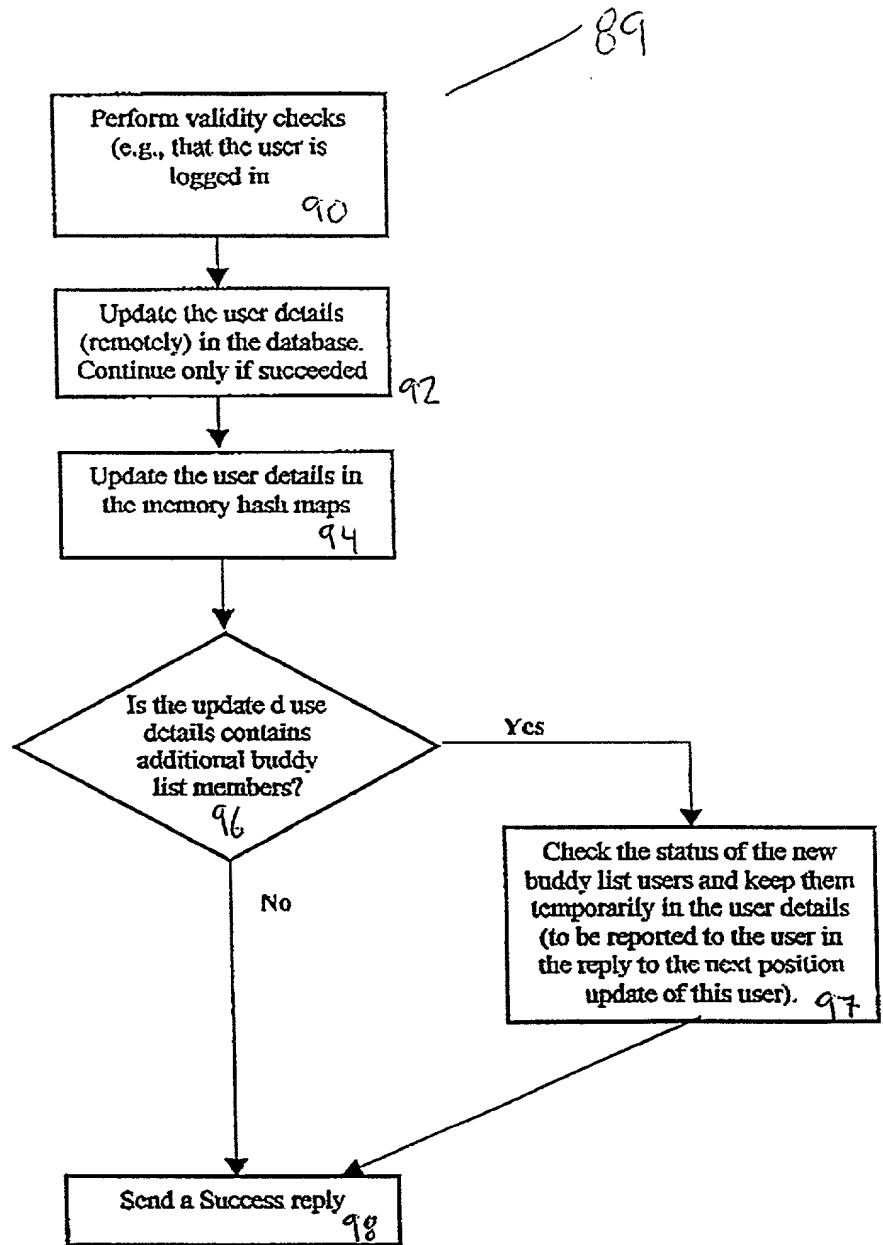 89
Perform validity checks
(e.g., that the user is
logged in
90
Update the user details
(remotely) in the database.
Continue only if succeeded
92
Update the user details in
the memory hash maps
94
Is the update d use
details contains
additional buddy
list members?
96
Yes
No
Check the status of the new
buddy list users and keep them
temporarily in the user details
(to be reported to the user in
the reply to the next position
update of this user).
97
Send a Success reply
98